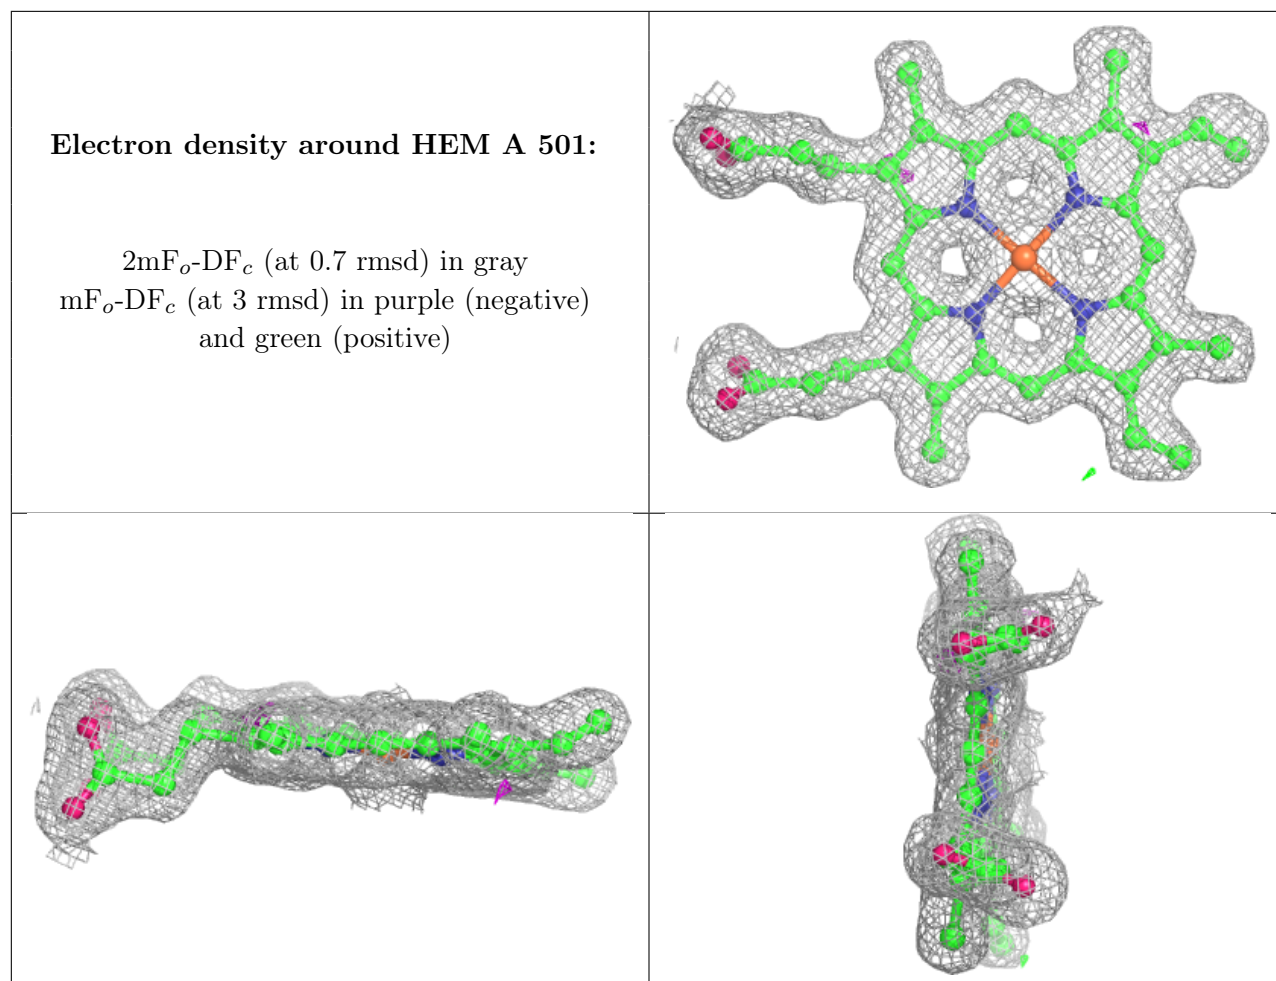 Electron density around HEM A 501:
2mFo-DFc (at 0.7 rmsd) in gray
mFo-DFc (at 3 rmsd) in purple (negative)
and green (positive)